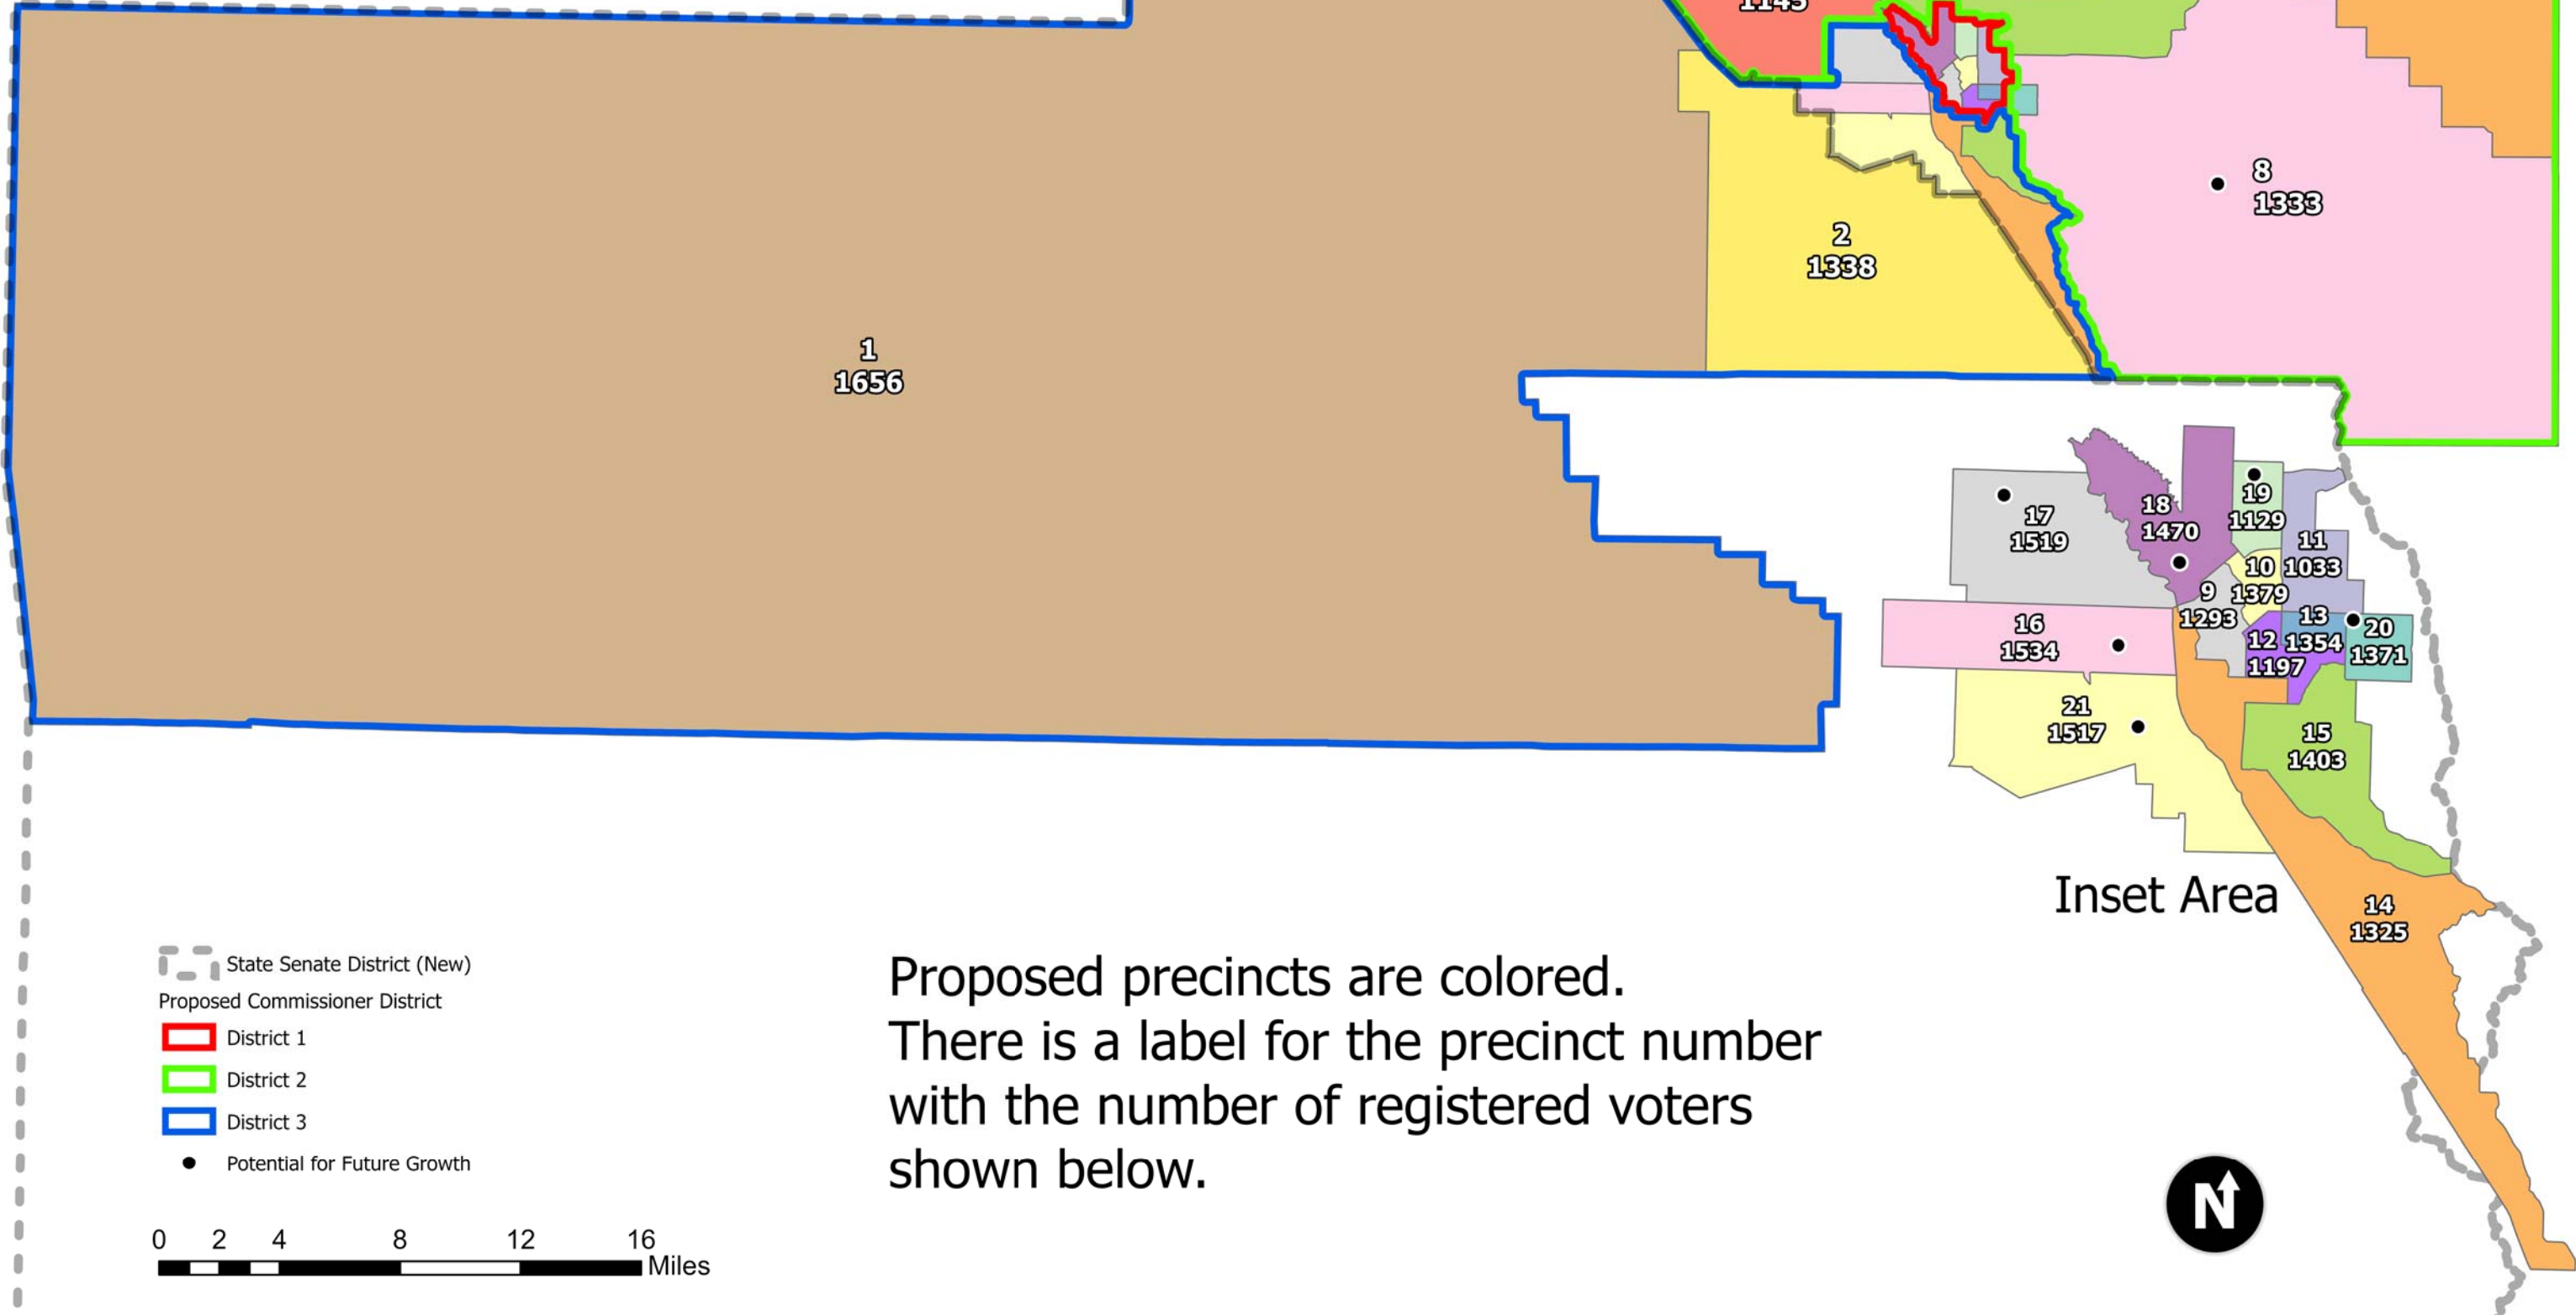 1145
8
1333
2
1338
1
1656
19
1129
18
1470
17
1519
11
1033
10
1379
9
1293
13
1354
16
1534
20
1371
12
1197
21
1517
15
1403
Inset Area
14
1325
State Senate District (New)
Proposed Commissioner District
District 1
District 2
District 3
Potential for Future Growth
0 2 4 8 12 16
Miles
Proposed precincts are colored.
There is a label for the precinct number
with the number of registered voters
shown below.
N